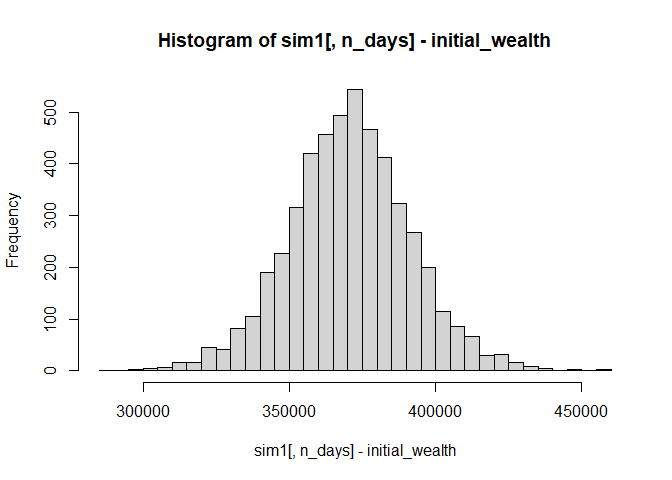 Histogram of sim1[, n_days] - initial_wealth
Frequency
500
400
300
200
100
0
300000 350000 400000 450000
sim1[, n_days] - initial_wealth